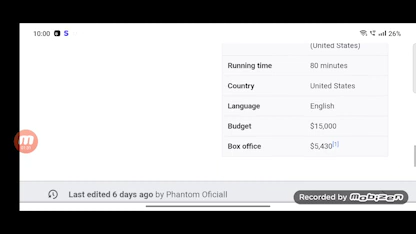 10:00 S 26%
(United States)
Running time 80 minutes
Country United States
Language English
Budget $15,000
Box office $5,430[1]
Last edited 6 days ago by Phantom Oficiall
Recorded by Mobizen